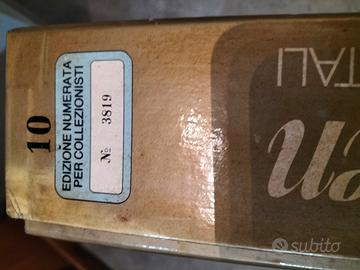 10
EDIZIONE NUMERATA
PER COLLEZIONISTI
Nº 3819
TALI
subito